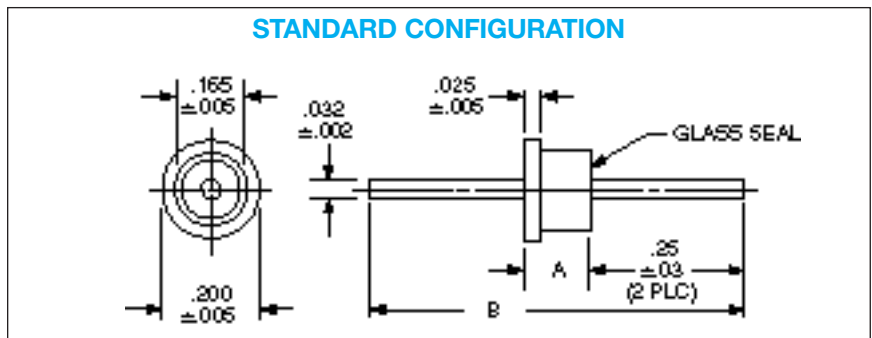 STANDARD CONFIGURATION
.165
±.005
.032
±.002
.025
±.005
GLASS SEAL
.200
±.005
A
.25
±.03
(2 PLC)
B